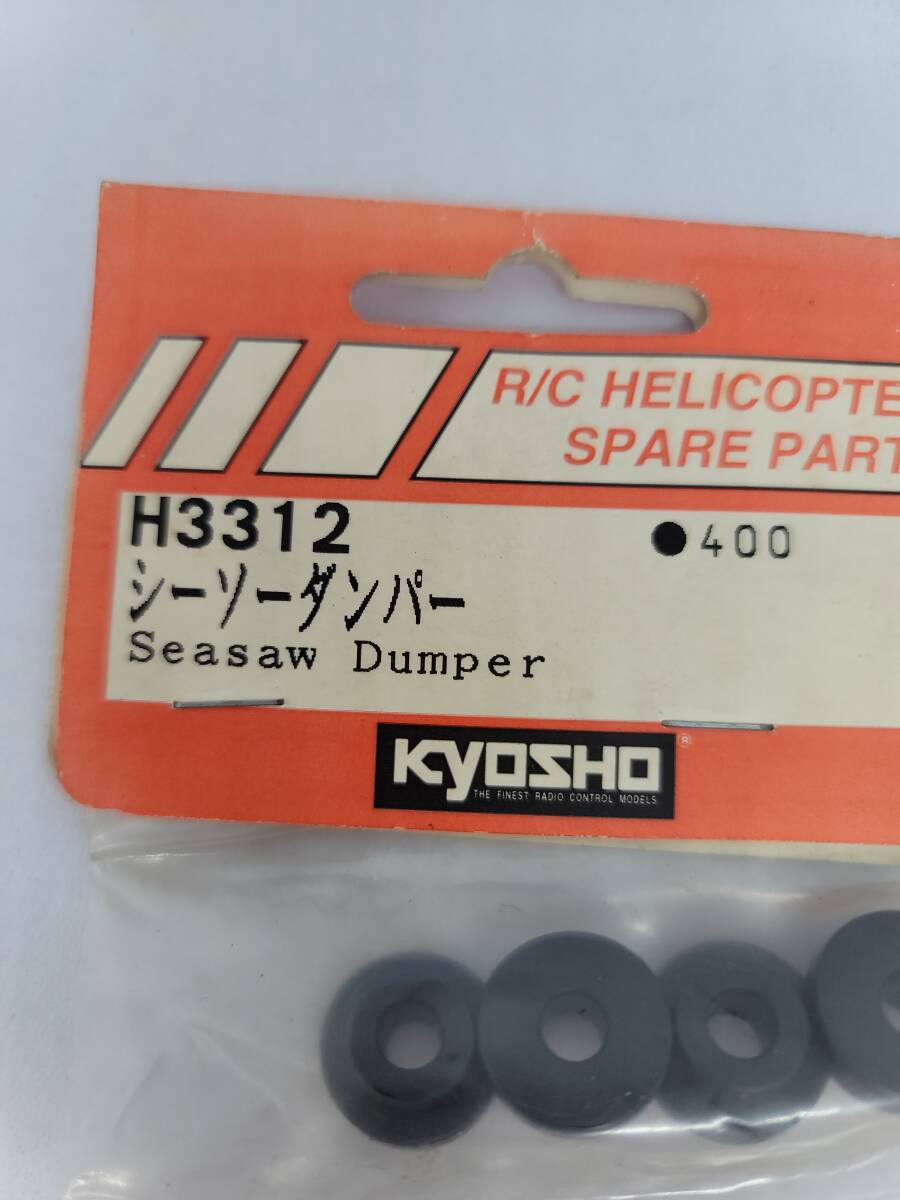 R/C HELICOPTE
SPARE PART
H3312 ●400
シーソーダンパー
Seasaw Dumper
KYOSHO ®
THE FINEST RADIO CONTROL MODELS